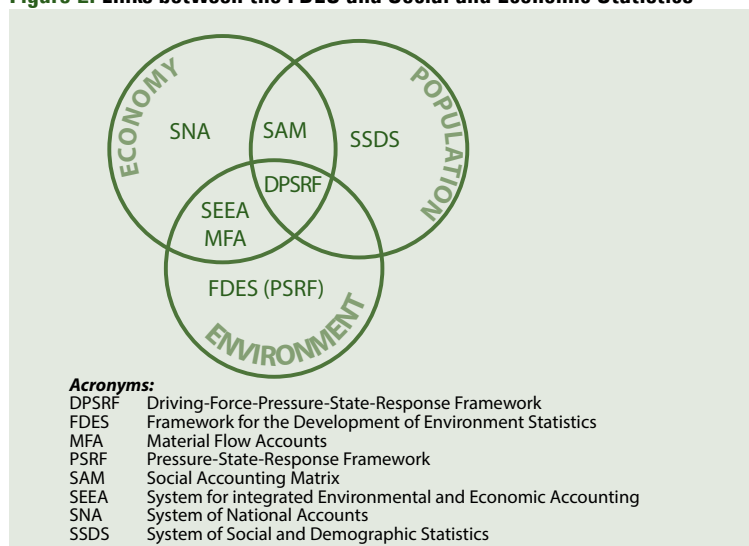 Figure 2. Links between the FDES and Social and Economic Statistics
ECONOMY
POPULATION
SNA
SAM
SSDS
DPSRF
SEEA
MFA
FDES (PSRF)
ENVIRONMENT
Acronyms:
DPSRF Driving-Force-Pressure-State-Response Framework
FDES Framework for the Development of Environment Statistics
MFA Material Flow Accounts
PSRF Pressure-State-Response Framework
SAM Social Accounting Matrix
SEEA System for integrated Environmental and Economic Accounting
SNA System of National Accounts
SSDS System of Social and Demographic Statistics